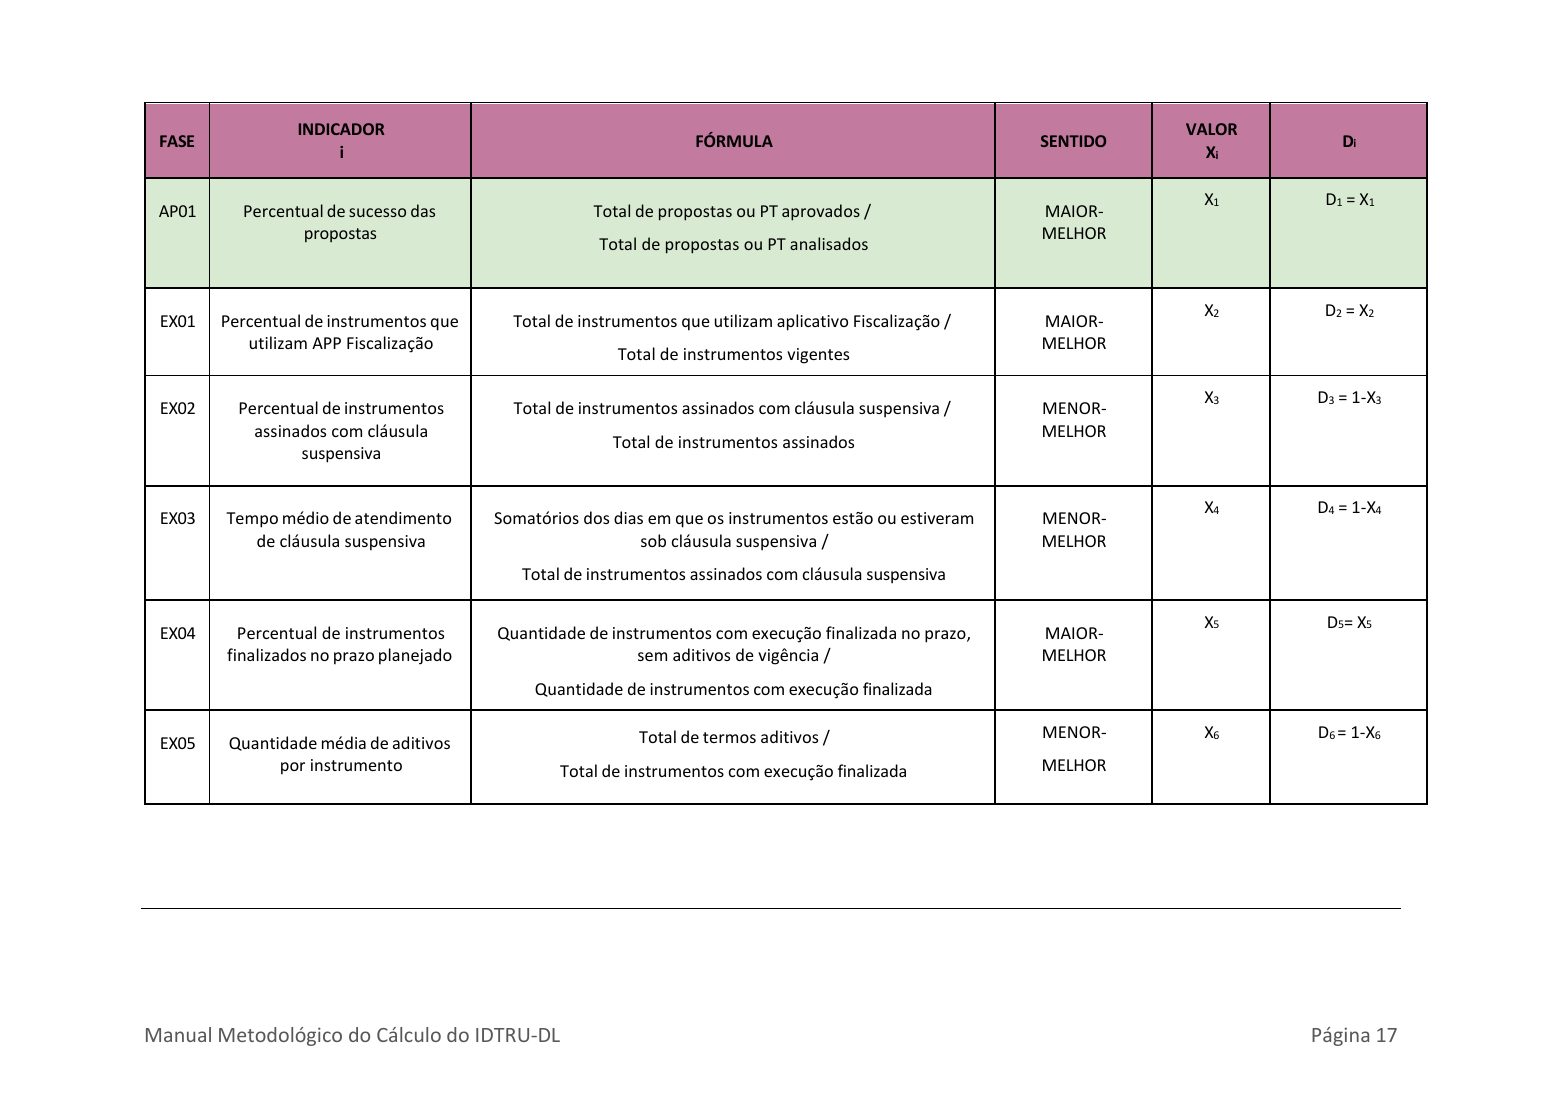 FASE
INDICADOR
i
FÓRMULA
SENTIDO
VALOR
Xi
Di
AP01
Percentual de sucesso das
propostas
Total de propostas ou PT aprovados /
Total de propostas ou PT analisados
MAIOR-
MELHOR
X1
D1 = X1
EX01
Percentual de instrumentos que
utilizam APP Fiscalização
Total de instrumentos que utilizam aplicativo Fiscalização /
Total de instrumentos vigentes
MAIOR-
MELHOR
X2
D2 = X2
EX02
Percentual de instrumentos
assinados com cláusula
suspensiva
Total de instrumentos assinados com cláusula suspensiva /
Total de instrumentos assinados
MENOR-
MELHOR
X3
D3 = 1-X3
EX03
Tempo médio de atendimento
de cláusula suspensiva
Somatórios dos dias em que os instrumentos estão ou estiveram
sob cláusula suspensiva /
Total de instrumentos assinados com cláusula suspensiva
MENOR-
MELHOR
X4
D4 = 1-X4
EX04
Percentual de instrumentos
finalizados no prazo planejado
Quantidade de instrumentos com execução finalizada no prazo,
sem aditivos de vigência /
Quantidade de instrumentos com execução finalizada
MAIOR-
MELHOR
X5
D5= X5
EX05
Quantidade média de aditivos
por instrumento
Total de termos aditivos /
Total de instrumentos com execução finalizada
MENOR-
MELHOR
X6
D6 = 1-X6
Manual Metodológico do Cálculo do IDTRU-DL
Página 17